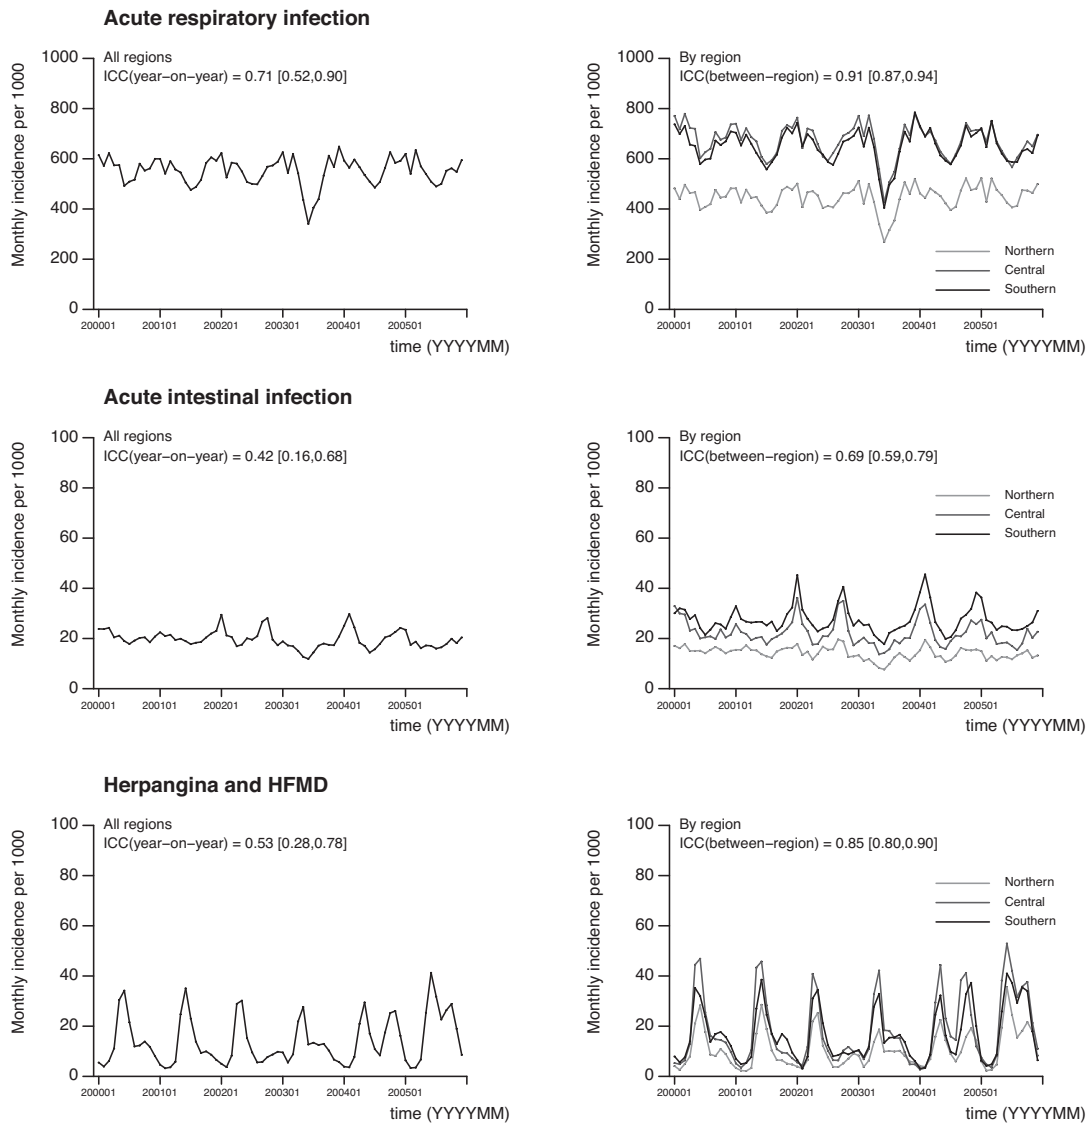 Acute respiratory infection
All regions
ICC(year−on−year) = 0.71 [0.52,0.90]
Monthly incidence per 1000
1000
800
600
400
200
0
200001 200101 200201 200301 200401 200501
time (YYYYMM)
By region
ICC(between−region) = 0.91 [0.87,0.94]
Monthly incidence per 1000
1000
800
600
400
200
0
Northern
Central
Southern
200001 200101 200201 200301 200401 200501
time (YYYYMM)
Acute intestinal infection
All regions
ICC(year−on−year) = 0.42 [0.16,0.68]
Monthly incidence per 1000
100
80
60
40
20
0
200001 200101 200201 200301 200401 200501
time (YYYYMM)
By region
ICC(between−region) = 0.69 [0.59,0.79]
Monthly incidence per 1000
100
80
60
40
20
0
Northern
Central
Southern
200001 200101 200201 200301 200401 200501
time (YYYYMM)
Herpangina and HFMD
All regions
ICC(year−on−year) = 0.53 [0.28,0.78]
Monthly incidence per 1000
100
80
60
40
20
0
200001 200101 200201 200301 200401 200501
time (YYYYMM)
By region
ICC(between−region) = 0.85 [0.80,0.90]
Monthly incidence per 1000
100
80
60
40
20
0
Northern
Central
Southern
200001 200101 200201 200301 200401 200501
time (YYYYMM)